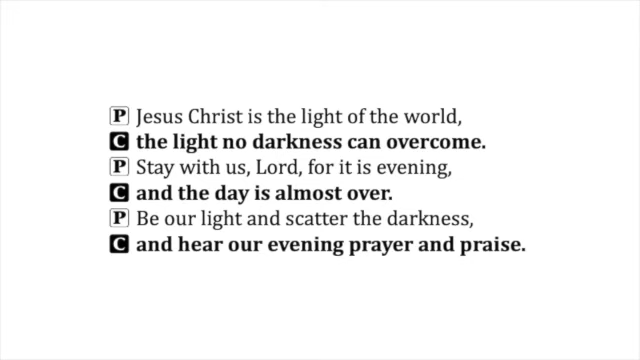 P Jesus Christ is the light of the world,
C the light no darkness can overcome.
P Stay with us, Lord, for it is evening,
C and the day is almost over.
P Be our light and scatter the darkness,
C and hear our evening prayer and praise.